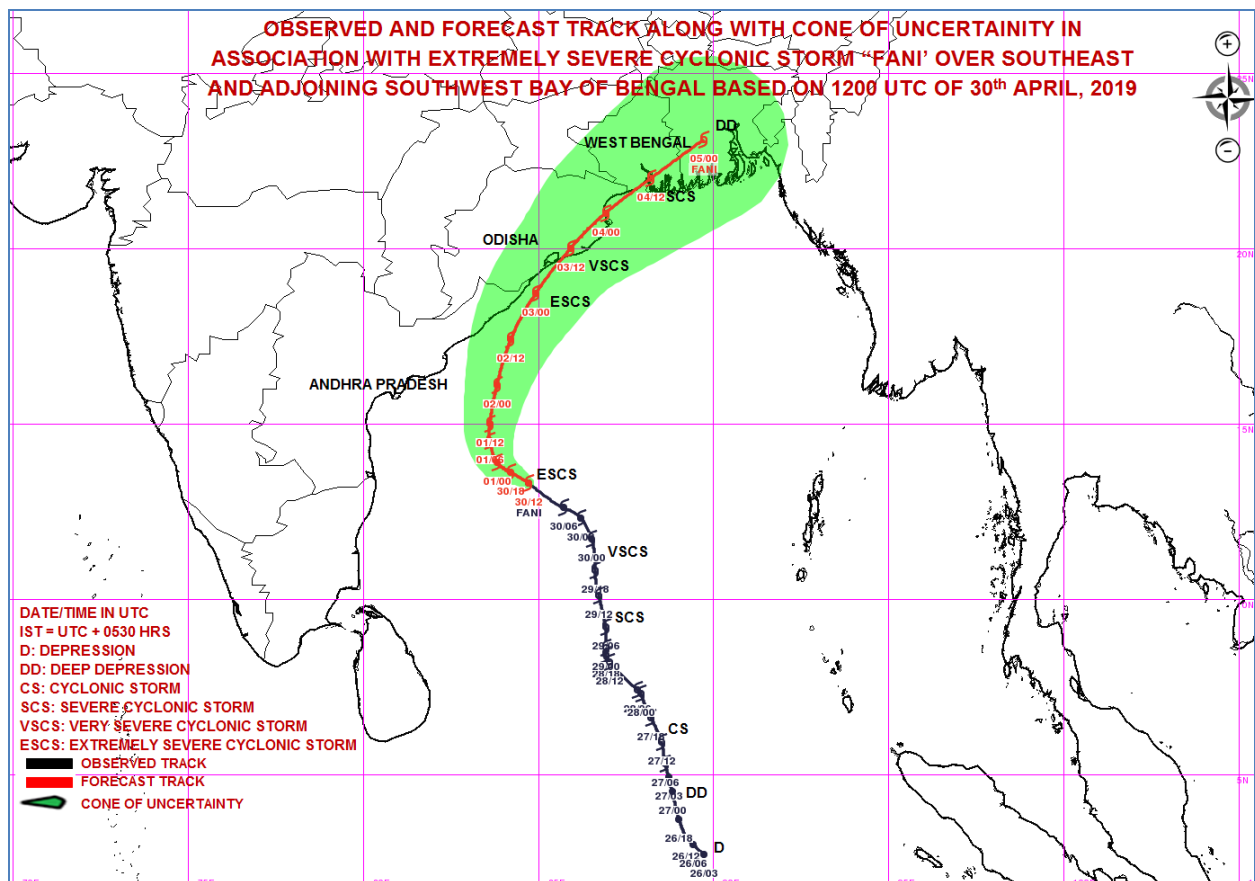 OBSERVED AND FORECAST TRACK ALONG WITH CONE OF UNCERTAINITY IN
ASSOCIATION WITH EXTREMELY SEVERE CYCLONIC STORM “FANI’ OVER SOUTHEAST
AND ADJOINING SOUTHWEST BAY OF BENGAL BASED ON 1200 UTC OF 30th APRIL, 2019
DD
WEST BENGAL
05/00
FANI
04/12
SCS
04/00
ODISHA
20N
03/12
VSCS
ESCS
03/00
02/12
ANDHRA PRADESH
02/00
15N
01/12
01/06
ESCS
01/00
30/18
30/12
FANI
30/06
VSCS
30/00
29/18
10N
29/12
SCS
29/06
29/00
28/18
28/12
28/00
CS
27/18
27/12
5N
27/06
DD
27/03
27/00
26/18
D
26/12
26/06
26/03
DATE/TIME IN UTC
IST = UTC + 0530 HRS
D: DEPRESSION
DD: DEEP DEPRESSION
CS: CYCLONIC STORM
SCS: SEVERE CYCLONIC STORM
VSCS: VERY SEVERE CYCLONIC STORM
ESCS: EXTREMELY SEVERE CYCLONIC STORM
OBSERVED TRACK
FORECAST TRACK
CONE OF UNCERTAINTY